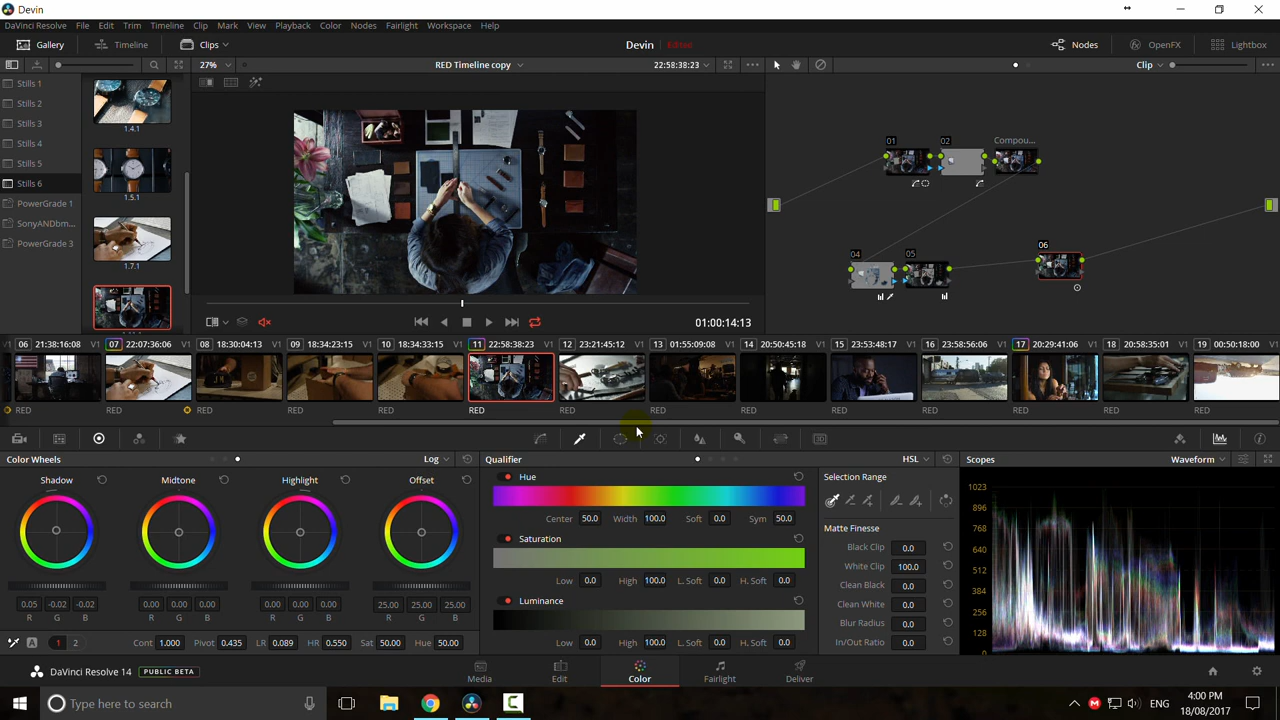 Devin
DaVinci Resolve File Edit Trim Timeline Clip Mark View Playback Color Nodes Fairlight Workspace Help
Gallery Timeline Clips Devin Edited Nodes OpenFX Lightbox
27% RED Timeline copy 22:58:38:23 Clip
Stills 1
Stills 2
Stills 3
Stills 4
Stills 5
Stills 6
PowerGrade 1
SonyANDbm...
PowerGrade 3
1.4.1
1.5.1
1.7.1
01 02 Compou...
04 05 06
01:00:14:13
V1 06 21:38:16:08 V1 07 22:07:36:06 V1 08 18:30:04:13 V1 09 18:34:23:15 V1 10 18:34:33:15 V1 11 22:58:38:23 V1 12 23:21:45:12 V1 13 01:55:09:08 V1 14 20:50:45:18 V1 15 23:53:48:17 V1 16 23:58:56:06 V1 17 20:29:41:06 V1 18 20:58:35:01 V1 19 00:50:18:00 V1
RED RED RED RED RED RED RED RED RED RED RED RED RED RED
Color Wheels Log Qualifier HSL Scopes Waveform
Shadow Midtone Highlight Offset
0.05 -0.02 -0.02 0.00 0.00 0.00 0.00 0.00 0.00 25.00 25.00 25.00
R G B R G B R G B R G B
A 1 2 Cont 1.000 Pivot 0.435 LR 0.089 HR 0.550 Sat 50.00 Hue 50.00
Hue
Center 50.0 Width 100.0 Soft 0.0 Sym 50.0
Saturation
Low 0.0 High 100.0 L.Soft 0.0 H.Soft 0.0
Luminance
Low 0.0 High 100.0 L.Soft 0.0 H.Soft 0.0
Selection Range
Matte Finesse
Black Clip 0.0
White Clip 100.0
Clean Black 0.0
Clean White 0.0
Blur Radius 0.0
In/Out Ratio 0.0
1023
896
768
640
512
384
256
128
0
DaVinci Resolve 14 PUBLIC BETA Media Edit Color Fairlight Deliver
Type here to search ENG 4:00 PM
18/08/2017